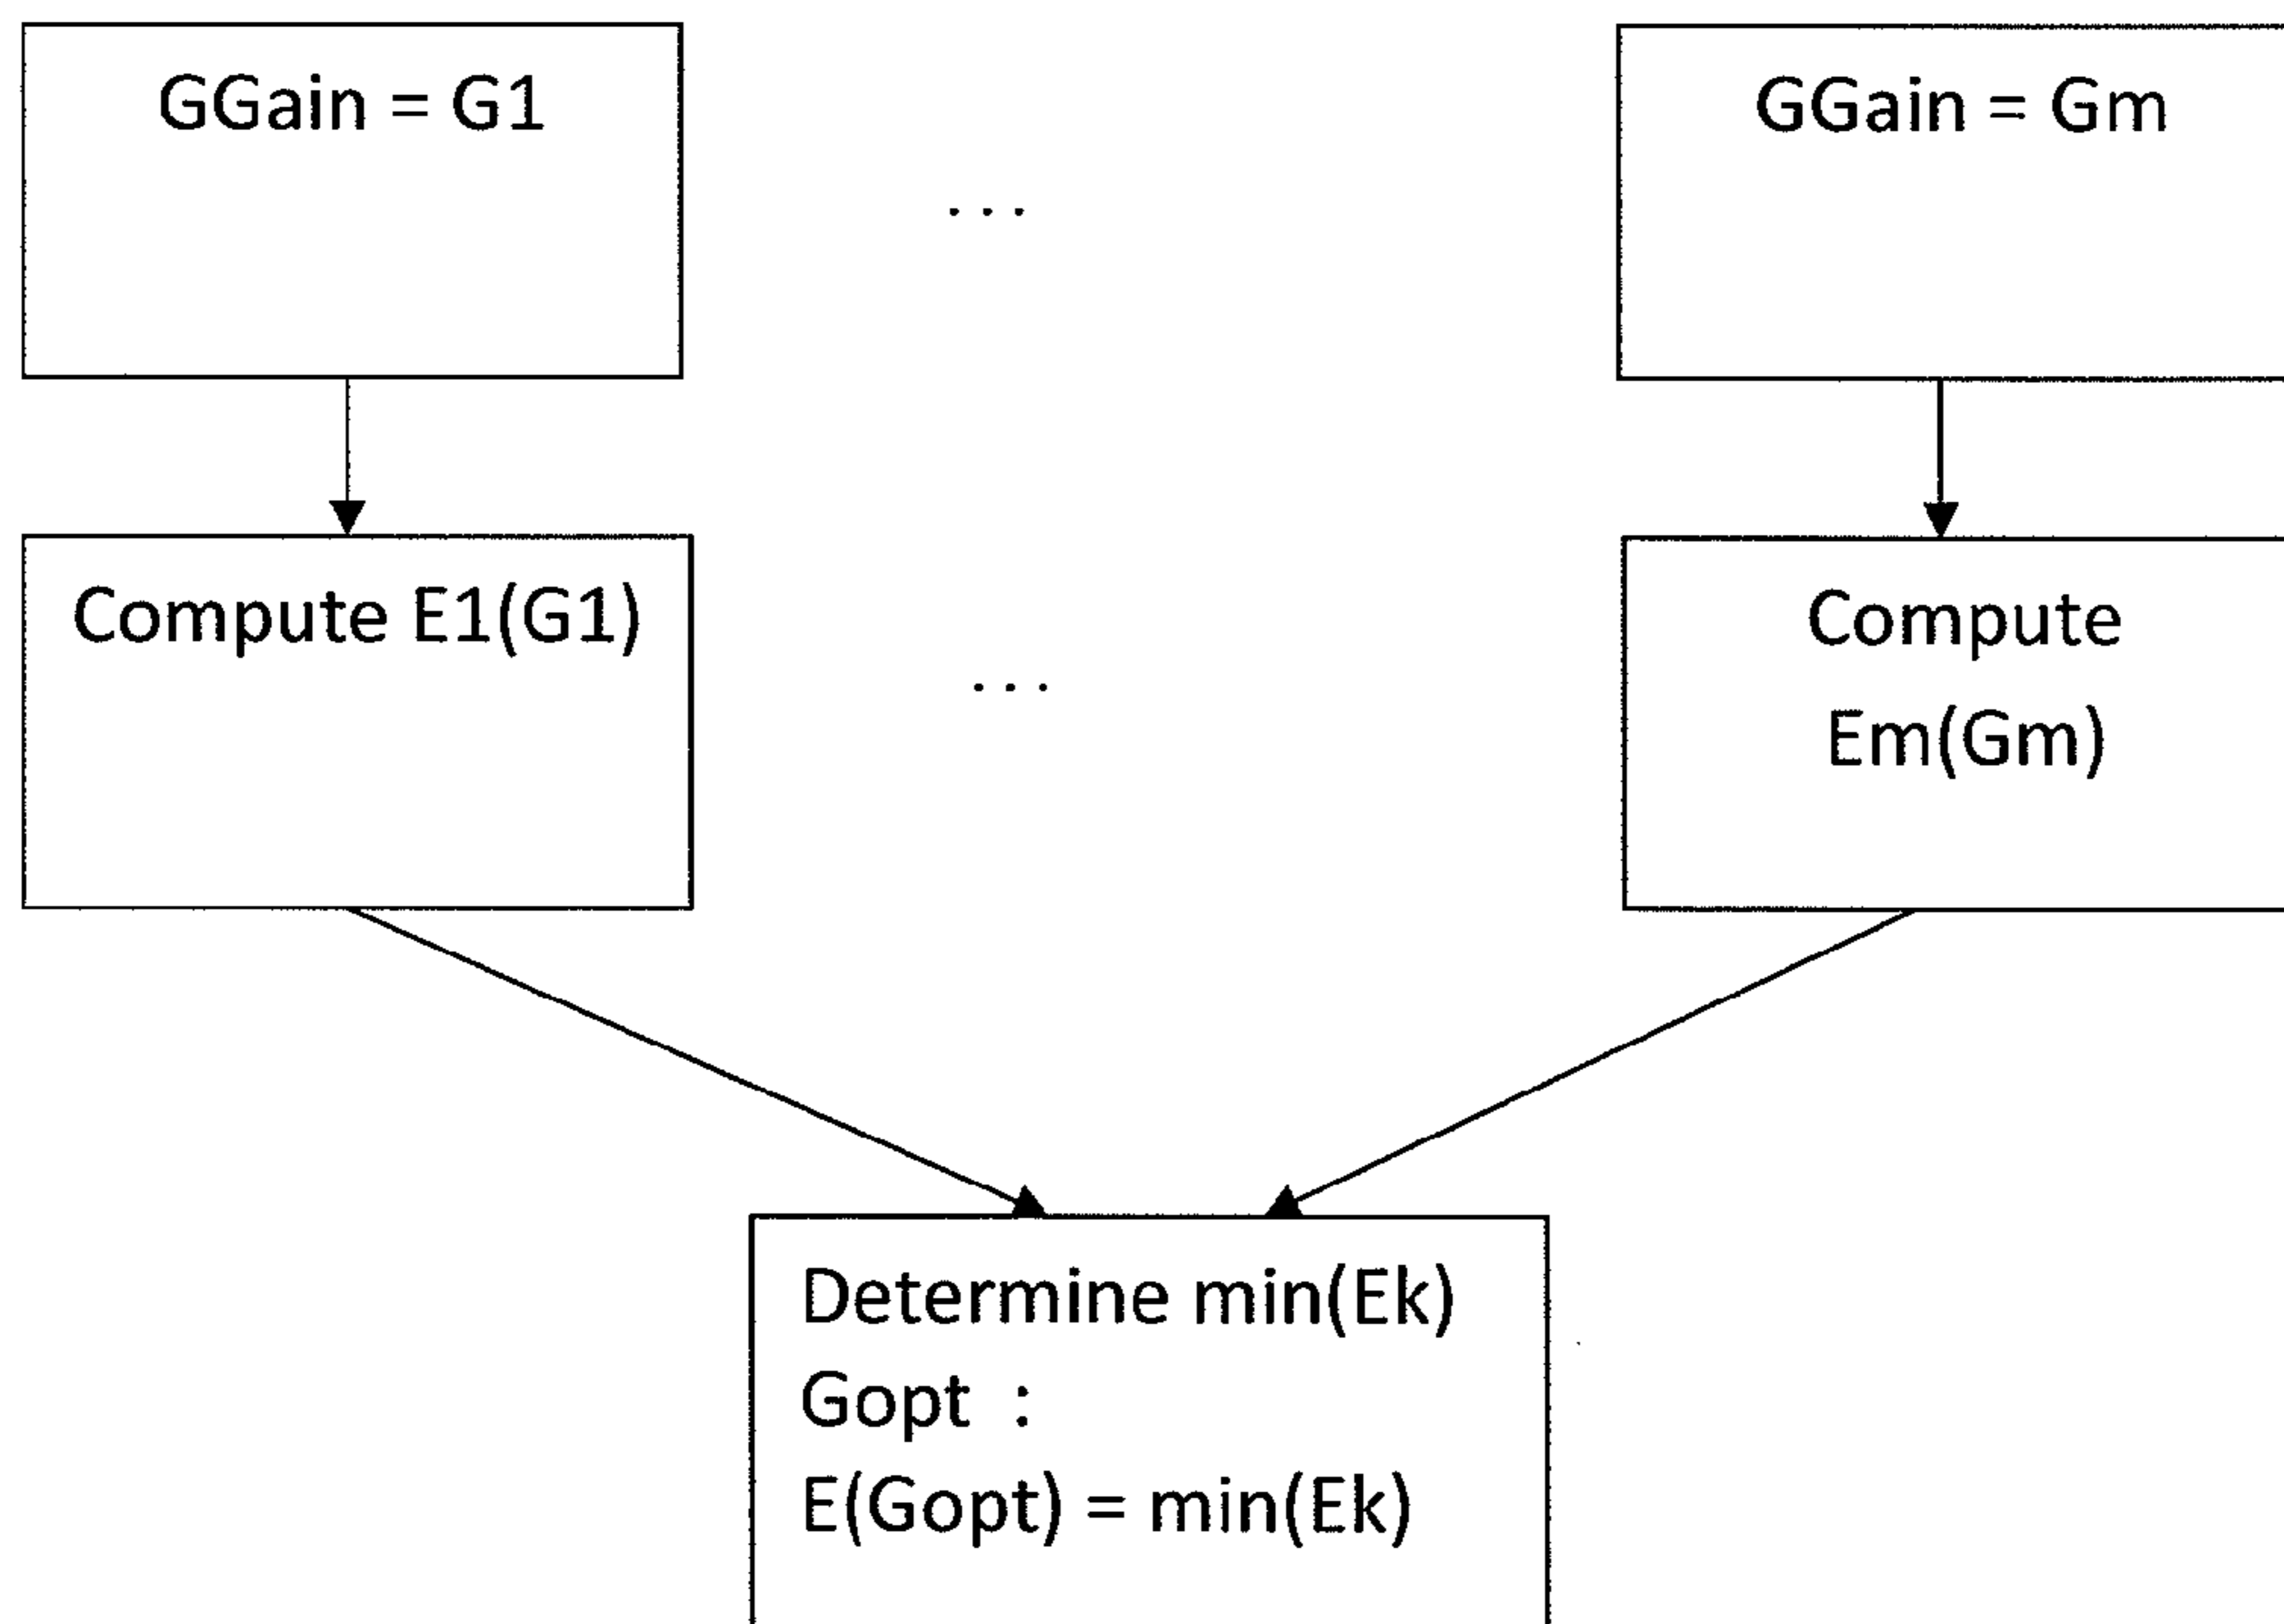 GGain = G1
...
GGain = Gm
Compute E1(G1)
...
Compute
Em(Gm)
Determine min(Ek)
Gopt :
E(Gopt) = min(Ek)